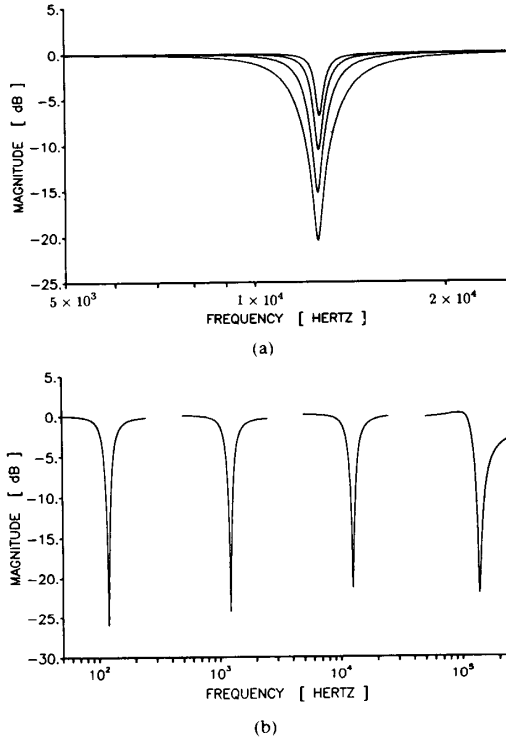 5.
0.
−5.
−10.
−15.
−20.
−25.
MAGNITUDE [ dB ]
5 × 10³
1 × 10⁴
2 × 10⁴
FREQUENCY [ HERTZ ]
(a)
5.
0.
−5.
−10.
−15.
−20.
−25.
−30.
MAGNITUDE [ dB ]
10²
10³
10⁴
10⁵
FREQUENCY [ HERTZ ]
(b)